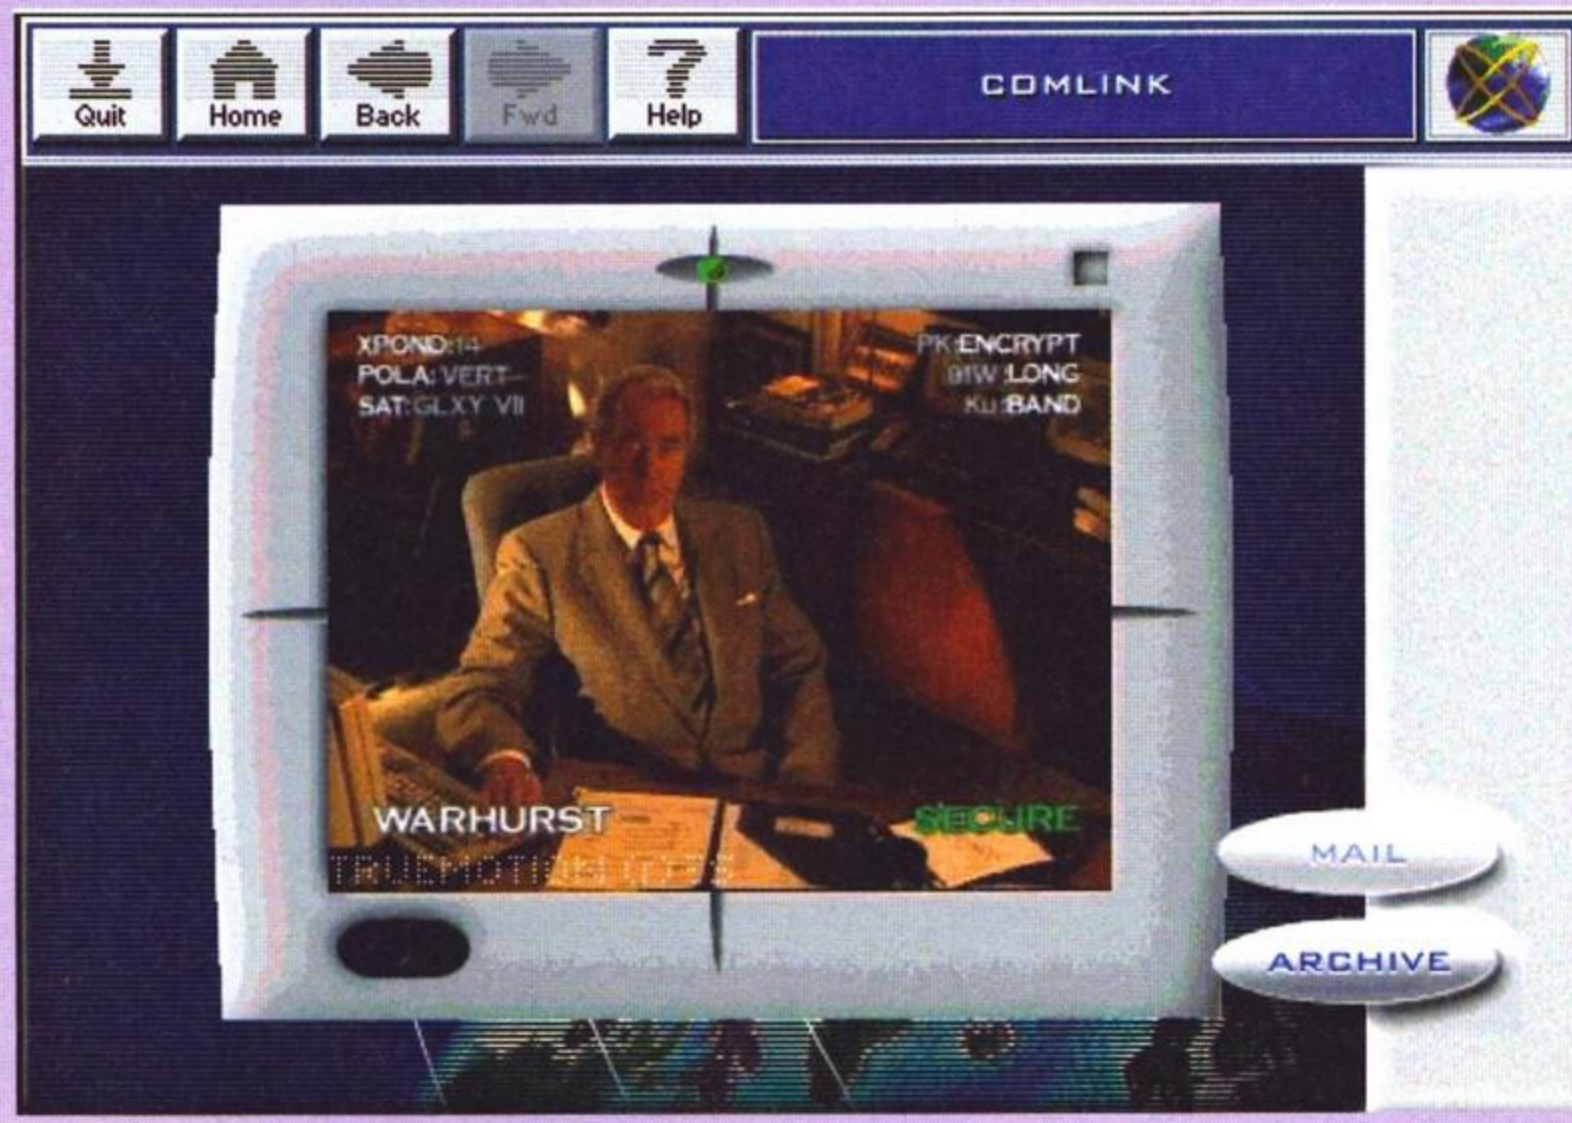 Quit Home Back Fwd Help
COMLINK
XPOND:14
POLA:VERT
SAT:GLXY VII
PK:ENCRYPT
91W:LONG
Ku:BAND
WARHURST
SECURE
TRUEMOTION
MAIL
ARCHIVE